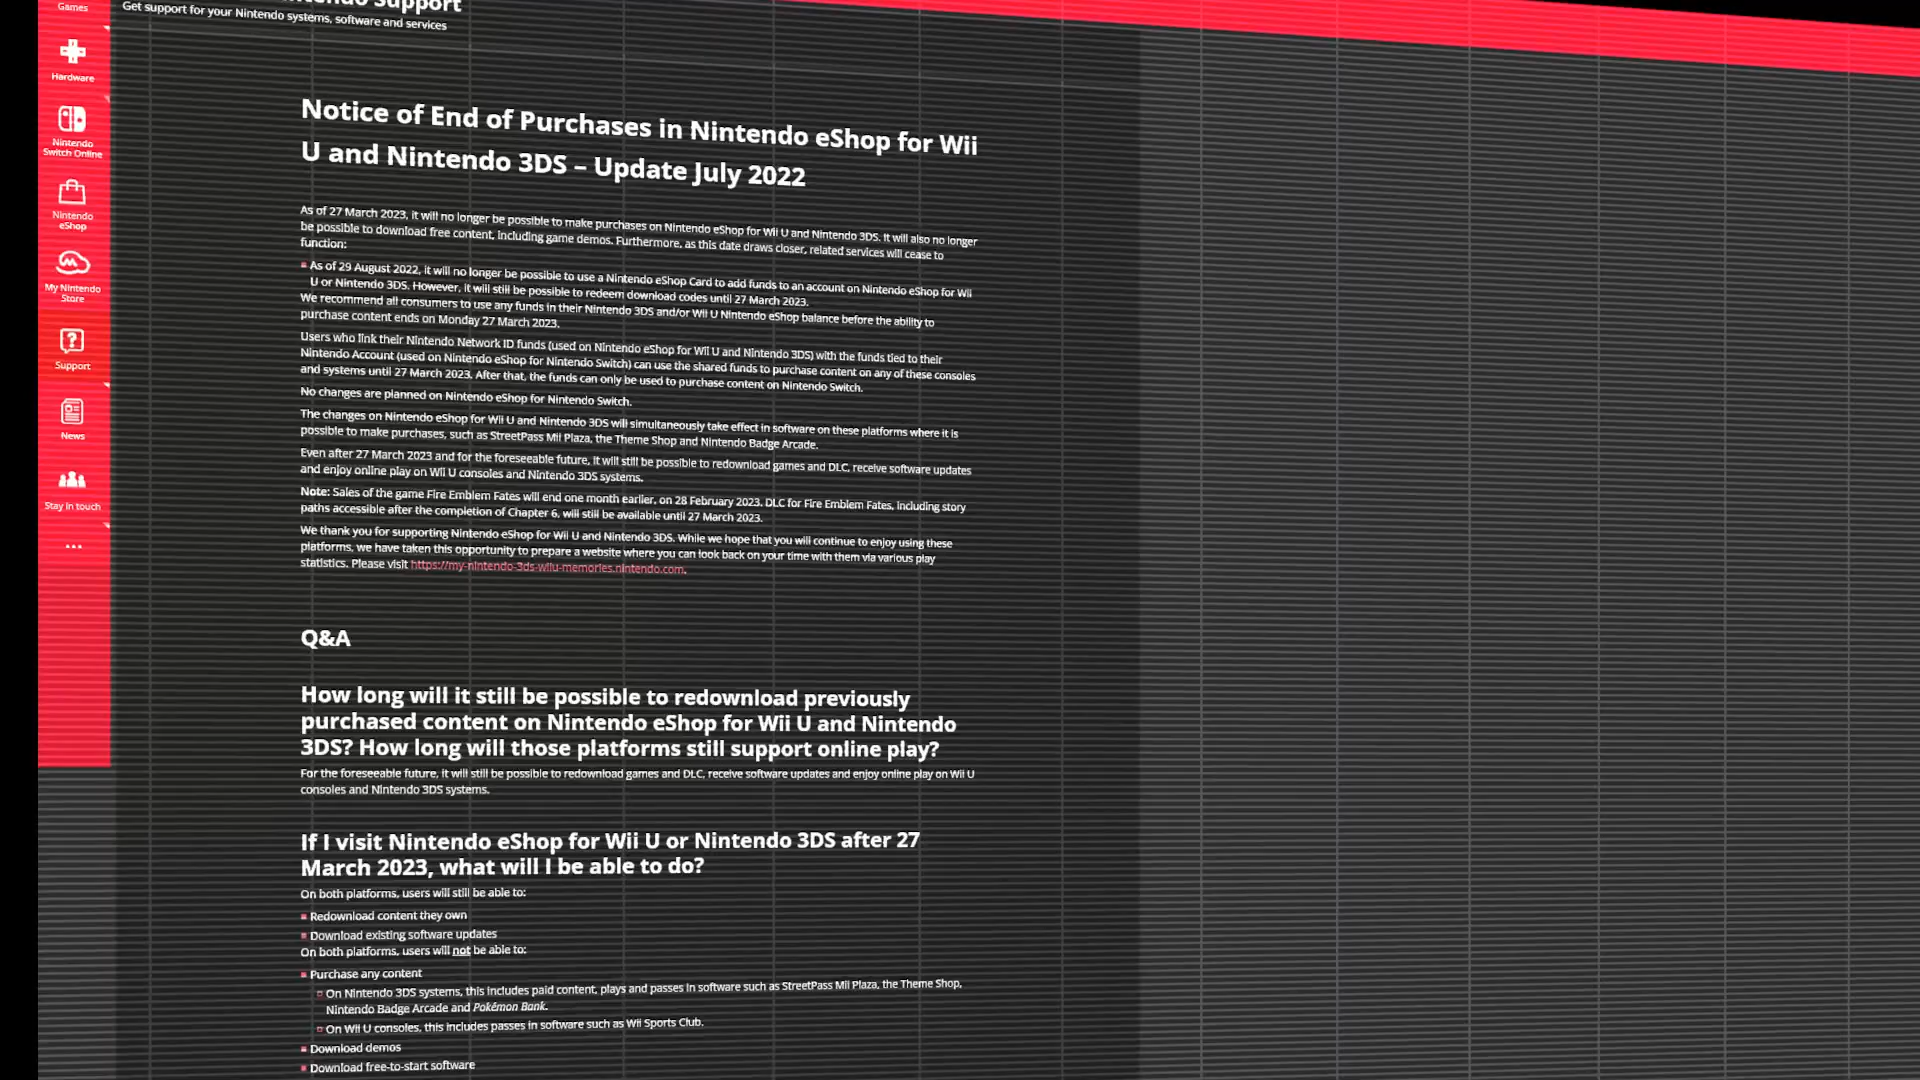 Games
ntendo Support
Get support for your Nintendo systems, software and services
Hardware
Nintendo
Switch Online
Nintendo
eShop
My Nintendo
Store
Support
News
Stay in touch
...
Notice of End of Purchases in Nintendo eShop for Wii
U and Nintendo 3DS – Update July 2022
As of 27 March 2023, it will no longer be possible to make purchases on Nintendo eShop for Wii U and Nintendo 3DS. It will also no longer
be possible to download free content, including game demos. Furthermore, as this date draws closer, related services will cease to
function:
As of 29 August 2022, it will no longer be possible to use a Nintendo eShop Card to add funds to an account on Nintendo eShop for Wii
U or Nintendo 3DS. However, it will still be possible to redeem download codes until 27 March 2023.
We recommend all consumers to use any funds in their Nintendo 3DS and/or Wii U Nintendo eShop balance before the ability to
purchase content ends on Monday 27 March 2023.
Users who link their Nintendo Network ID funds (used on Nintendo eShop for Wii U and Nintendo 3DS) with the funds tied to their
Nintendo Account (used on Nintendo eShop for Nintendo Switch) can use the shared funds to purchase content on any of these consoles
and systems until 27 March 2023. After that, the funds can only be used to purchase content on Nintendo Switch.
No changes are planned on Nintendo eShop for Nintendo Switch.
The changes on Nintendo eShop for Wii U and Nintendo 3DS will simultaneously take effect in software on these platforms where it is
possible to make purchases, such as StreetPass Mii Plaza, the Theme Shop and Nintendo Badge Arcade.
Even after 27 March 2023 and for the foreseeable future, it will still be possible to redownload games and DLC, receive software updates
and enjoy online play on Wii U consoles and Nintendo 3DS systems.
Note: Sales of the game Fire Emblem Fates will end one month earlier, on 28 February 2023. DLC for Fire Emblem Fates, including story
paths accessible after the completion of Chapter 6, will still be available until 27 March 2023.
We thank you for supporting Nintendo eShop for Wii U and Nintendo 3DS. While we hope that you will continue to enjoy using these
platforms, we have taken this opportunity to prepare a website where you can look back on your time with them via various play
statistics. Please visit https://my-nintendo-3ds-wiiu-memories.nintendo.com.
Q&A
How long will it still be possible to redownload previously
purchased content on Nintendo eShop for Wii U and Nintendo
3DS? How long will those platforms still support online play?
For the foreseeable future, it will still be possible to redownload games and DLC, receive software updates and enjoy online play on Wii U
consoles and Nintendo 3DS systems.
If I visit Nintendo eShop for Wii U or Nintendo 3DS after 27
March 2023, what will I be able to do?
On both platforms, users will still be able to:
Redownload content they own
Download existing software updates
On both platforms, users will not be able to:
Purchase any content
On Nintendo 3DS systems, this includes paid content, plays and passes in software such as StreetPass Mii Plaza, the Theme Shop,
Nintendo Badge Arcade and Pokémon Bank.
On Wii U consoles, this includes passes in software such as Wii Sports Club.
Download demos
Download free-to-start software